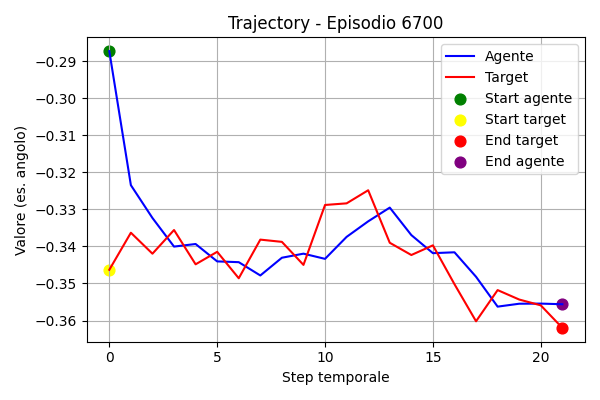 Trajectory - Episodio 6700
Agente
Target
Start agente
Start target
End target
End agente
Valore (es. angolo)
−0.29
−0.30
−0.31
−0.32
−0.33
−0.34
−0.35
−0.36
0
5
10
15
20
Step temporale